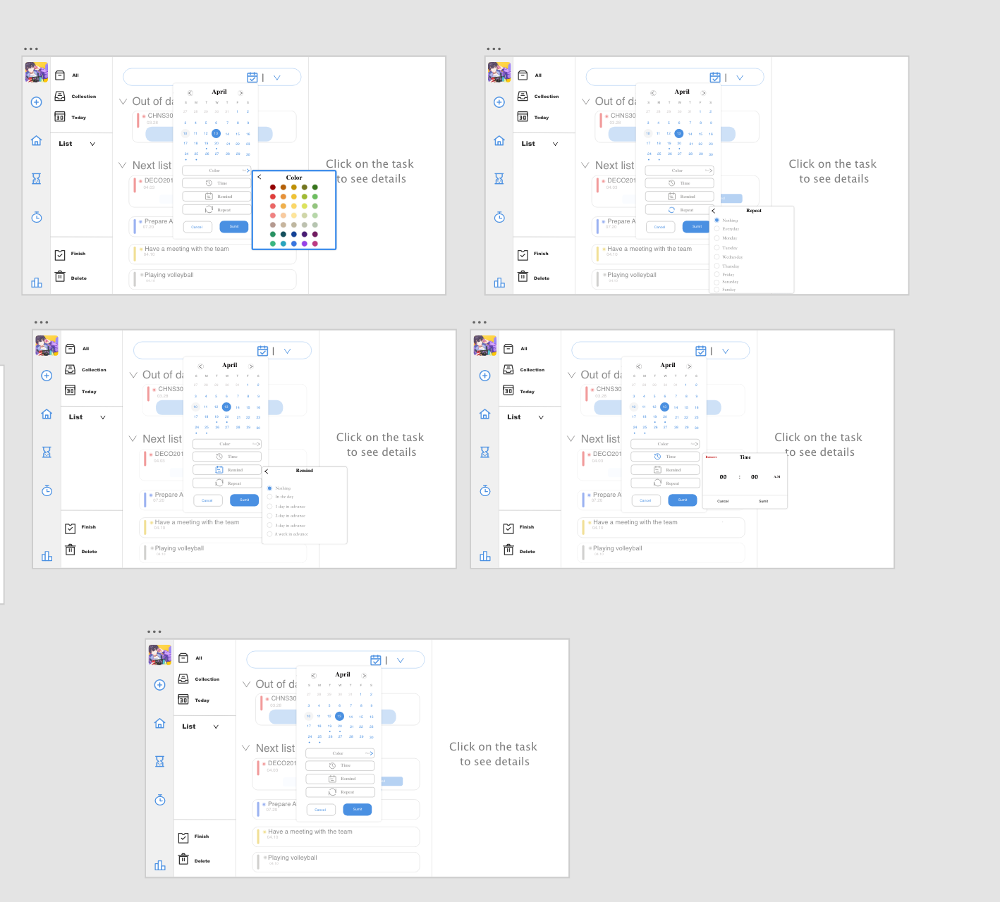 All
Collection
Today
List
Finish
Delete
Out of da
CHNS30
03.28
Next list
DECO201
04.03
Prepare A
07.20
Have a meeting with the team
04.10
Playing volleyball
04.10
April
S M T W T F S
27 28 29 30 31 1 2
3 4 5 6 7 8 9
10 11 12 13 14 15 16
17 18 19 20 21 22 23
24 25 26 27 28 29 30
Color
Time
Remind
Repeat
Cancel Sumit
Color
Click on the task
to see details
All
Collection
Today
List
Finish
Delete
Out of da
CHNS30
03.28
Next list
DECO201
04.03
Prepare A
07.20
Have a meeting with the team
04.10
Playing volleyball
04.10
April
S M T W T F S
27 28 29 30 31 1 2
3 4 5 6 7 8 9
10 11 12 13 14 15 16
17 18 19 20 21 22 23
24 25 26 27 28 29 30
Color
Time
Remind
Repeat
Cancel Sumit
Repeat
Nothing
Everyday
Monday
Tuesday
Wednesday
Thursday
Friday
Saturday
Sunday
Click on the task
to see details
All
Collection
Today
List
Finish
Delete
Out of da
CHNS30
03.28
Next list
DECO201
04.03
Prepare A
07.20
Have a meeting with the team
04.10
Playing volleyball
04.10
April
S M T W T F S
27 28 29 30 31 1 2
3 4 5 6 7 8 9
10 11 12 13 14 15 16
17 18 19 20 21 22 23
24 25 26 27 28 29 30
Color
Time
Remind
Repeat
Cancel Sumit
Remind
Nothing
In the day
1 day in advance
2 day in advance
3 day in advance
A week in advance
Click on the task
to see details
All
Collection
Today
List
Finish
Delete
Out of da
CHNS30
03.28
Next list
DECO201
04.03
Prepare A
07.20
Have a meeting with the team
04.10
Playing volleyball
04.10
April
S M T W T F S
27 28 29 30 31 1 2
3 4 5 6 7 8 9
10 11 12 13 14 15 16
17 18 19 20 21 22 23
24 25 26 27 28 29 30
Color
Time
Remind
Repeat
Cancel Sumit
Remove Time
00 : 00 A.M
Cancel Sumit
Click on the task
to see details
All
Collection
Today
List
Finish
Delete
Out of da
CHNS30
03.28
Next list
DECO201
04.03
Prepare A
07.20
Have a meeting with the team
04.10
Playing volleyball
04.10
April
S M T W T F S
27 28 29 30 31 1 2
3 4 5 6 7 8 9
10 11 12 13 14 15 16
17 18 19 20 21 22 23
24 25 26 27 28 29 30
Color
Time
Remind
Repeat
Cancel Sumit
Click on the task
to see details